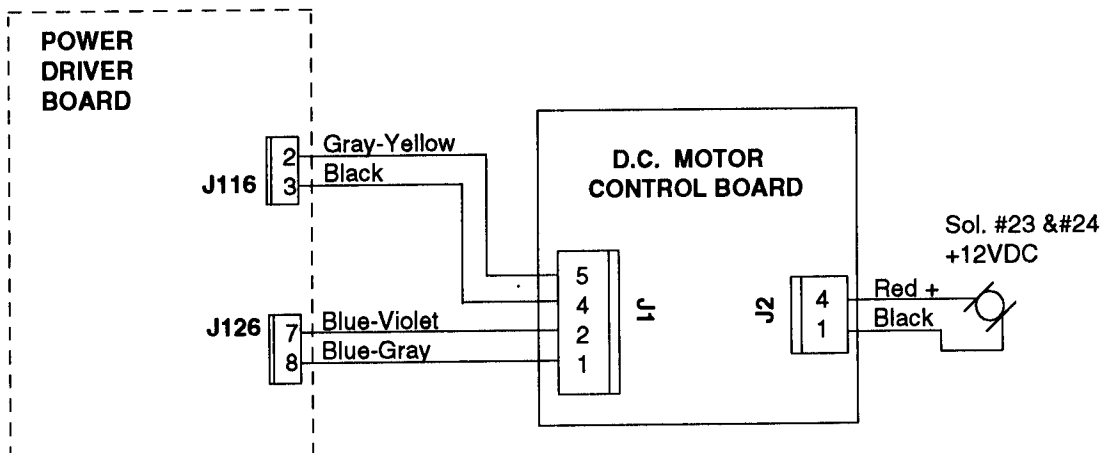 POWER
DRIVER
BOARD
J116
2
Gray-Yellow
3
Black
J126
7
Blue-Violet
8
Blue-Gray
D.C. MOTOR
CONTROL BOARD
5
4
2
1
J1
J2
4
1
Red +
Black
Sol. #23 &#24
+12VDC